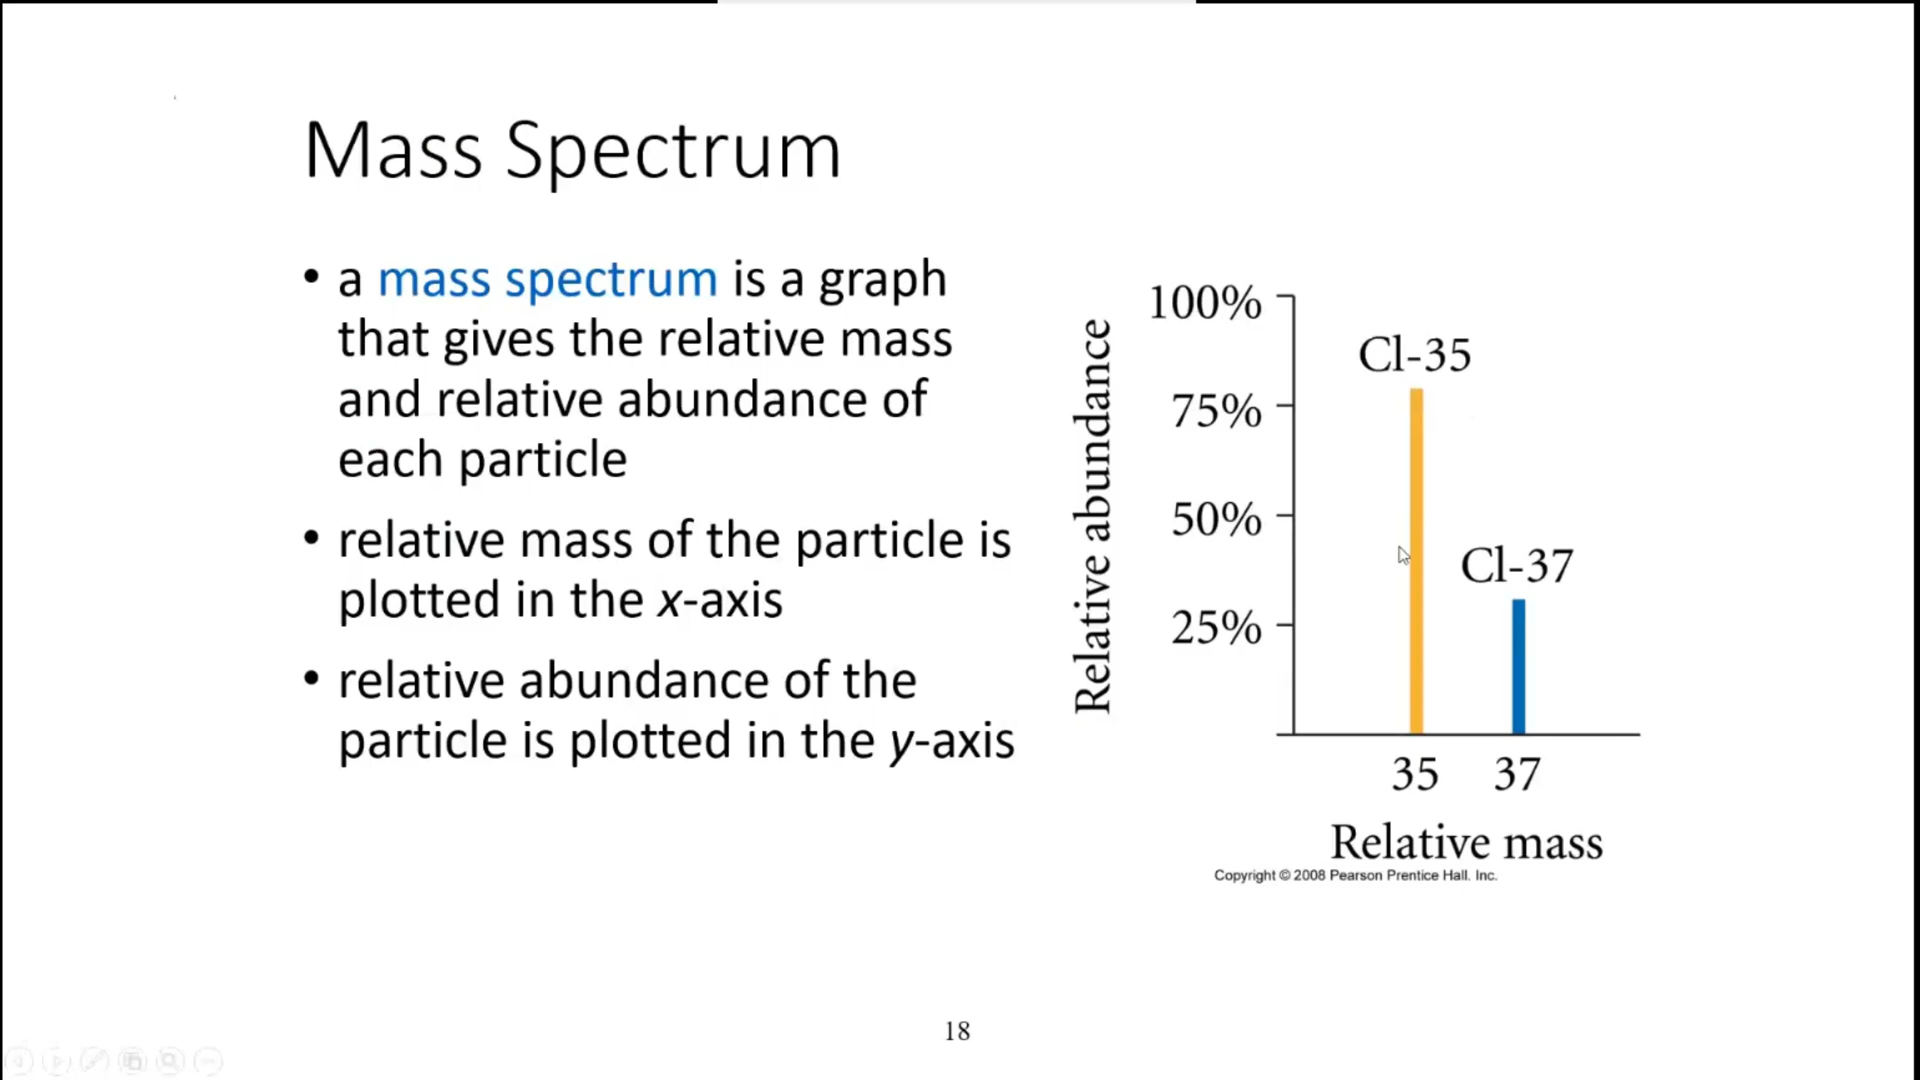 Mass Spectrum
• a mass spectrum is a graph
that gives the relative mass
and relative abundance of
each particle
• relative mass of the particle is
plotted in the x-axis
• relative abundance of the
particle is plotted in the y-axis
Relative abundance
100%
75%
50%
25%
Cl-35
Cl-37
35 37
Relative mass
Copyright © 2008 Pearson Prentice Hall, Inc.
18